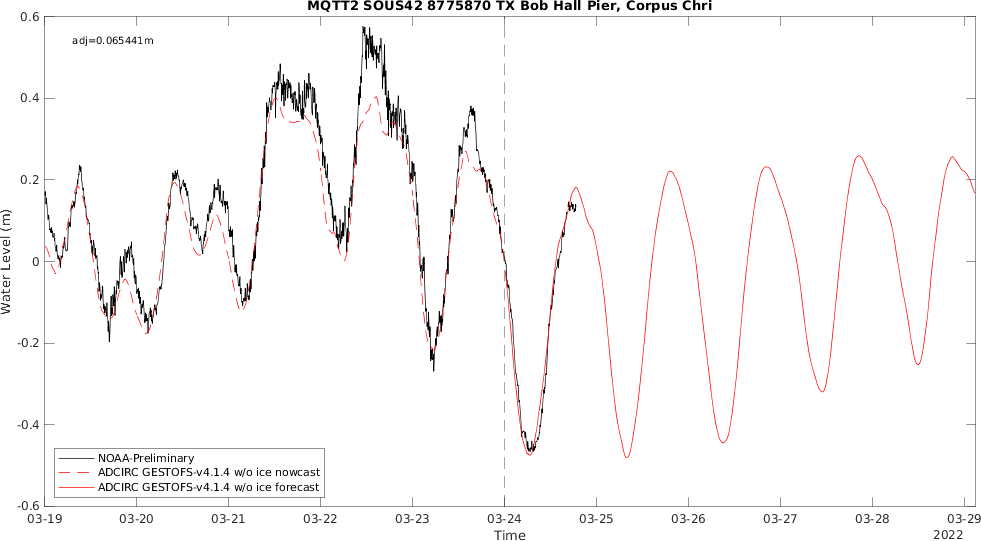 MQTT2 SOUS42 8775870 TX Bob Hall Pier, Corpus Chri
adj=0.065441m
0.6
0.4
0.2
0
-0.2
-0.4
-0.6
Water Level (m)
NOAA-Preliminary
ADCIRC GESTOFS-v4.1.4 w/o ice nowcast
ADCIRC GESTOFS-v4.1.4 w/o ice forecast
03-19 03-20 03-21 03-22 03-23 03-24 03-25 03-26 03-27 03-28 03-29
Time
2022